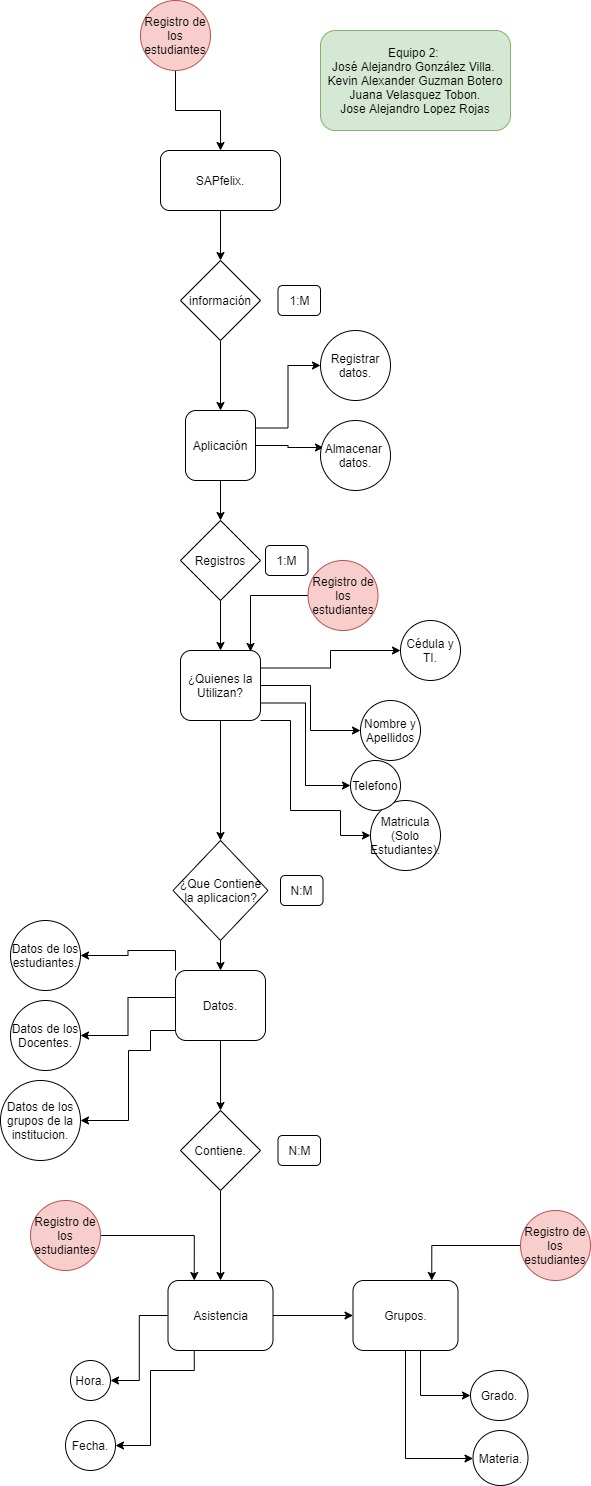 Registro de
los
estudiantes
Equipo 2:
José Alejandro González Villa.
Kevin Alexander Guzman Botero
Juana Velasquez Tobon.
Jose Alejandro Lopez Rojas
SAPfelix.
información
1:M
Registrar
datos.
Aplicación
Almacenar
datos.
Registros
1:M
Registro de
los
estudiantes
¿Quienes la
Utilizan?
Cédula y
TI.
Nombre y
Apellidos
Telefono
Matricula
(Solo
Estudiantes).
¿Que Contiene
la aplicacion?
N:M
Datos de los
estudiantes.
Datos.
Datos de los
Docentes.
Datos de los
grupos de la
institucion.
Contiene.
N:M
Registro de
los
estudiantes
Registro de
los
estudiantes
Asistencia
Grupos.
Hora.
Grado.
Fecha.
Materia.